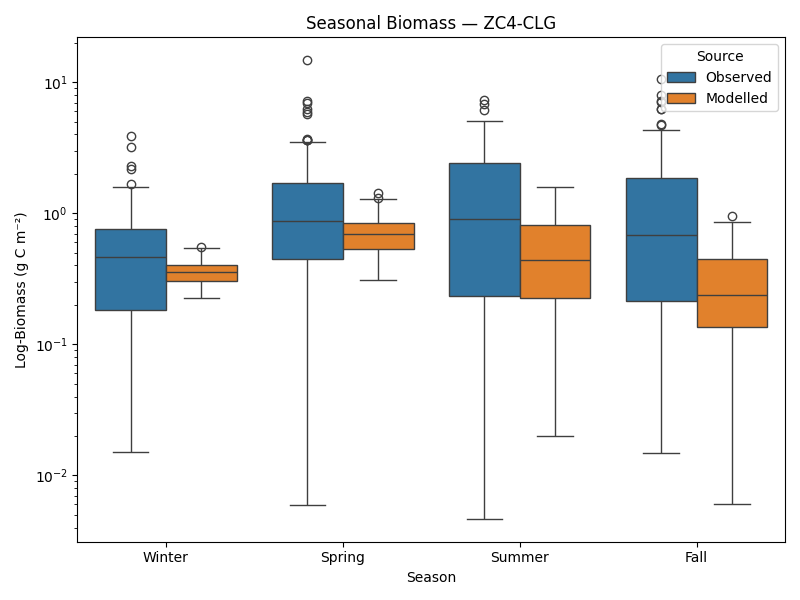 Seasonal Biomass — ZC4-CLG
Source
Observed
Modelled
Log-Biomass (g C m⁻²)
10¹
10⁰
10⁻¹
10⁻²
Winter
Spring
Summer
Fall
Season